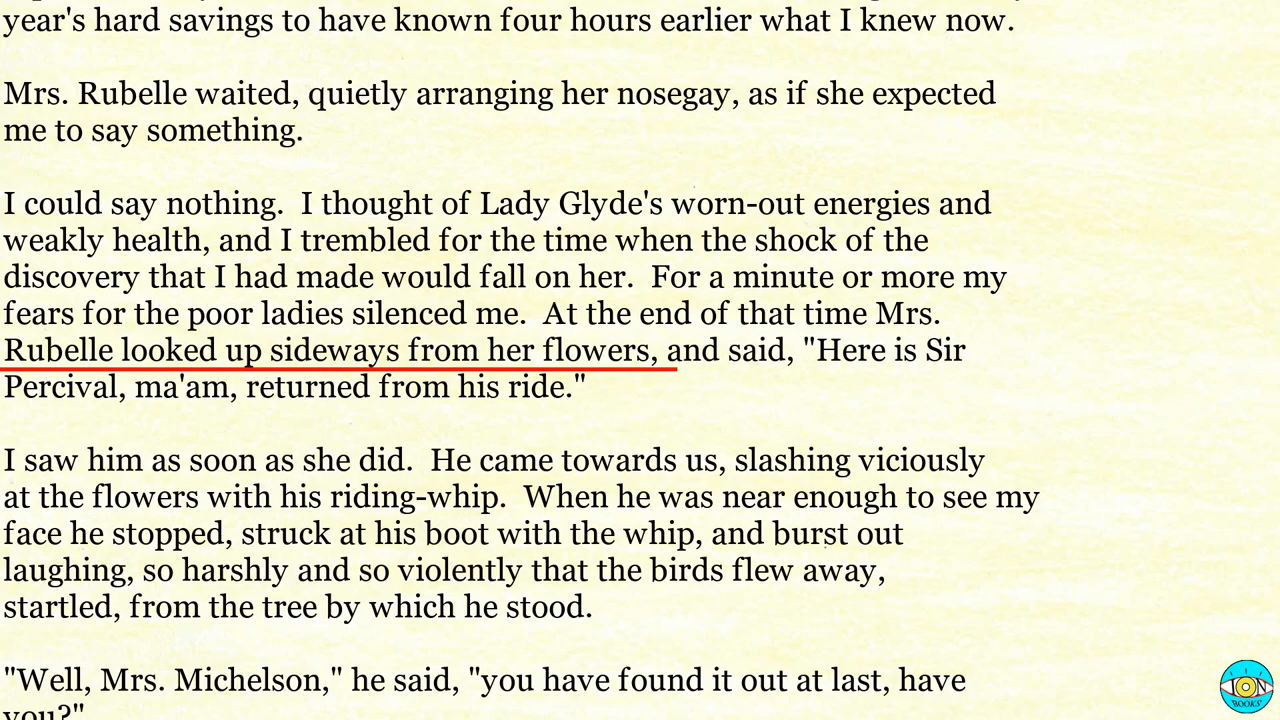 year's hard savings to have known four hours earlier what I knew now.
Mrs. Rubelle waited, quietly arranging her nosegay, as if she expected
me to say something.
I could say nothing.  I thought of Lady Glyde's worn-out energies and
weakly health, and I trembled for the time when the shock of the
discovery that I had made would fall on her.  For a minute or more my
fears for the poor ladies silenced me.  At the end of that time Mrs.
Rubelle looked up sideways from her flowers, and said, "Here is Sir
Percival, ma'am, returned from his ride."
I saw him as soon as she did.  He came towards us, slashing viciously
at the flowers with his riding-whip.  When he was near enough to see my
face he stopped, struck at his boot with the whip, and burst out
laughing, so harshly and so violently that the birds flew away,
startled, from the tree by which he stood.
"Well, Mrs. Michelson," he said, "you have found it out at last, have
you?"
ION
BOOKS